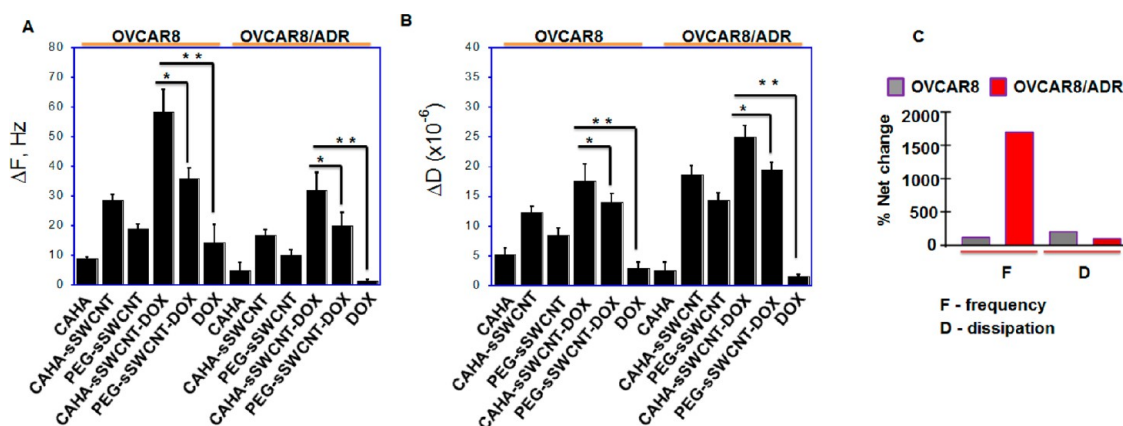 A
OVCAR8
OVCAR8/ADR
80
70
60
50
40
30
20
10
0
ΔF, Hz
* *
*
* *
*
CAHA
CAHA-sSWCNT
PEG-sSWCNT
CAHA-sSWCNT-DOX
PEG-sSWCNT-DOX
DOX
CAHA
CAHA-sSWCNT
PEG-sSWCNT
CAHA-sSWCNT-DOX
PEG-sSWCNT-DOX
DOX
B
OVCAR8
OVCAR8/ADR
40
35
30
25
20
15
10
5
0
ΔD (x10-6)
* *
*
* *
*
CAHA
CAHA-sSWCNT
PEG-sSWCNT
CAHA-sSWCNT-DOX
PEG-sSWCNT-DOX
DOX
CAHA
CAHA-sSWCNT
PEG-sSWCNT
CAHA-sSWCNT-DOX
PEG-sSWCNT-DOX
DOX
C
OVCAR8 OVCAR8/ADR
2000
1500
1000
500
0
% Net change
F D
F - frequency
D - dissipation